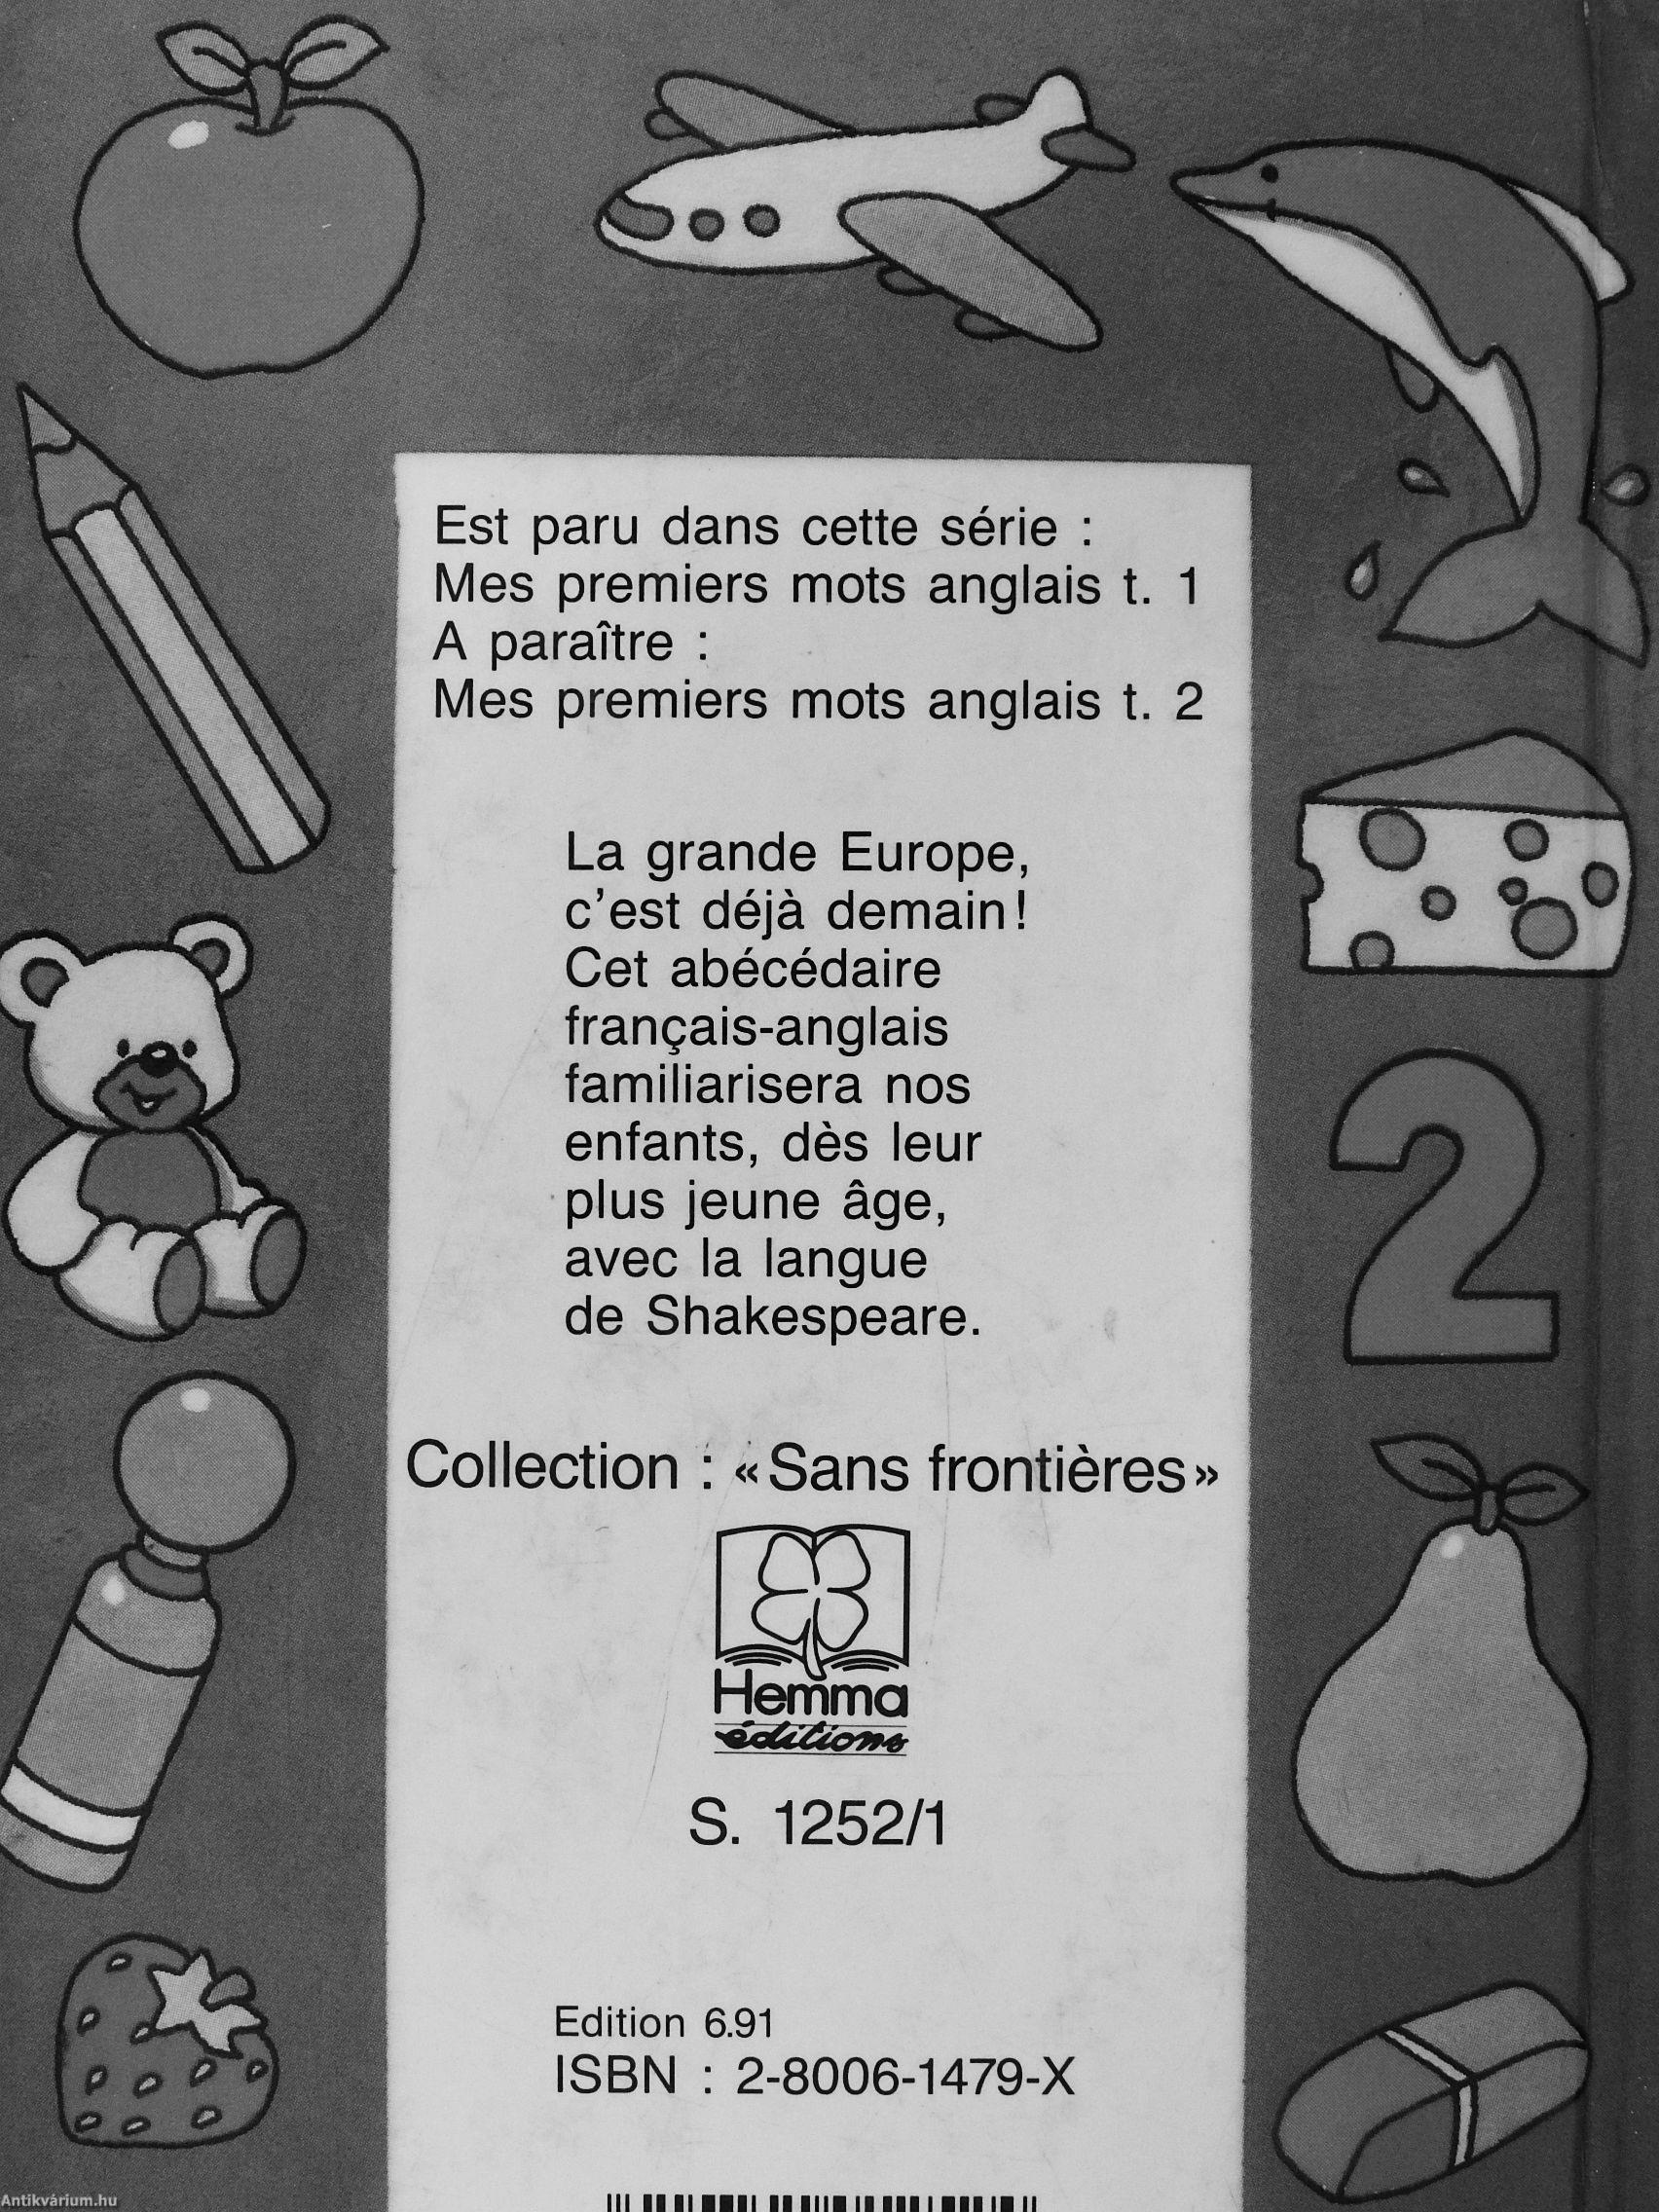 Est paru dans cette série :
Mes premiers mots anglais t. 1
A paraître :
Mes premiers mots anglais t. 2
La grande Europe,
c'est déjà demain!
Cet abécédaire
français-anglais
familiarisera nos
enfants, dès leur
plus jeune âge,
avec la langue
de Shakespeare.
Collection : «Sans frontières»
Hemma
éditions
S. 1252/1
Edition 6.91
ISBN : 2-8006-1479-X
2
Antikvárium.hu